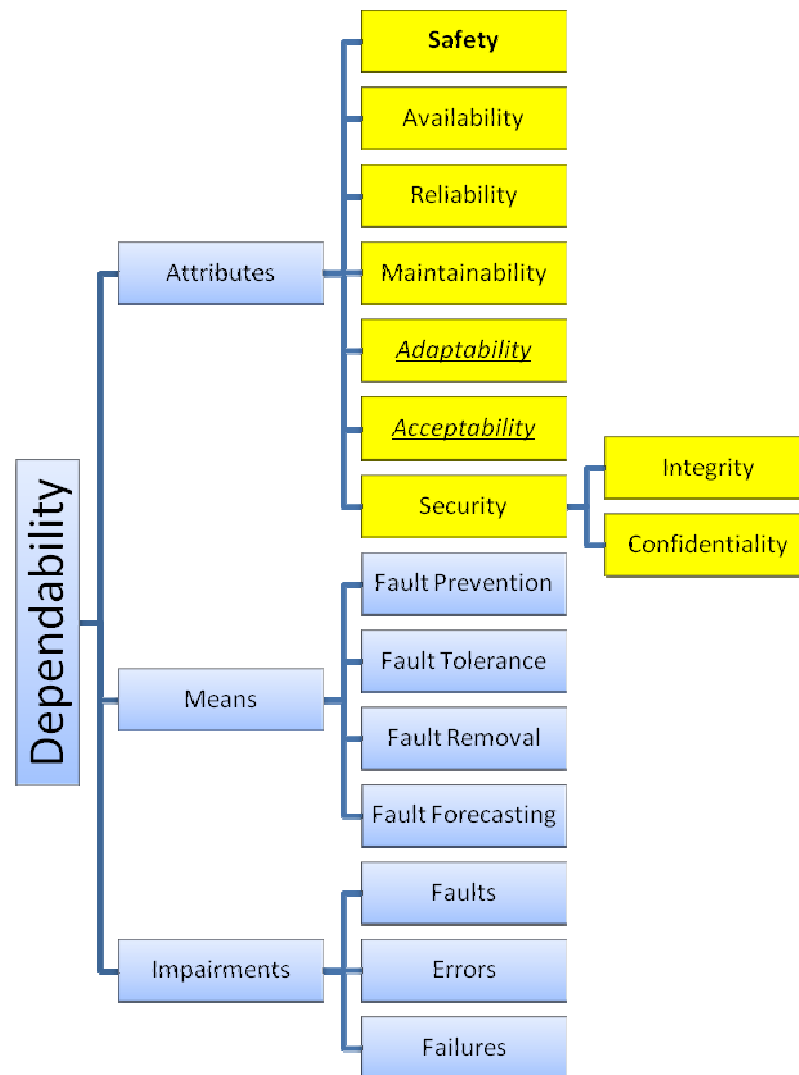 Dependability
Attributes
Safety
Availability
Reliability
Maintainability
Adaptability
Acceptability
Security
Integrity
Confidentiality
Means
Fault Prevention
Fault Tolerance
Fault Removal
Fault Forecasting
Impairments
Faults
Errors
Failures